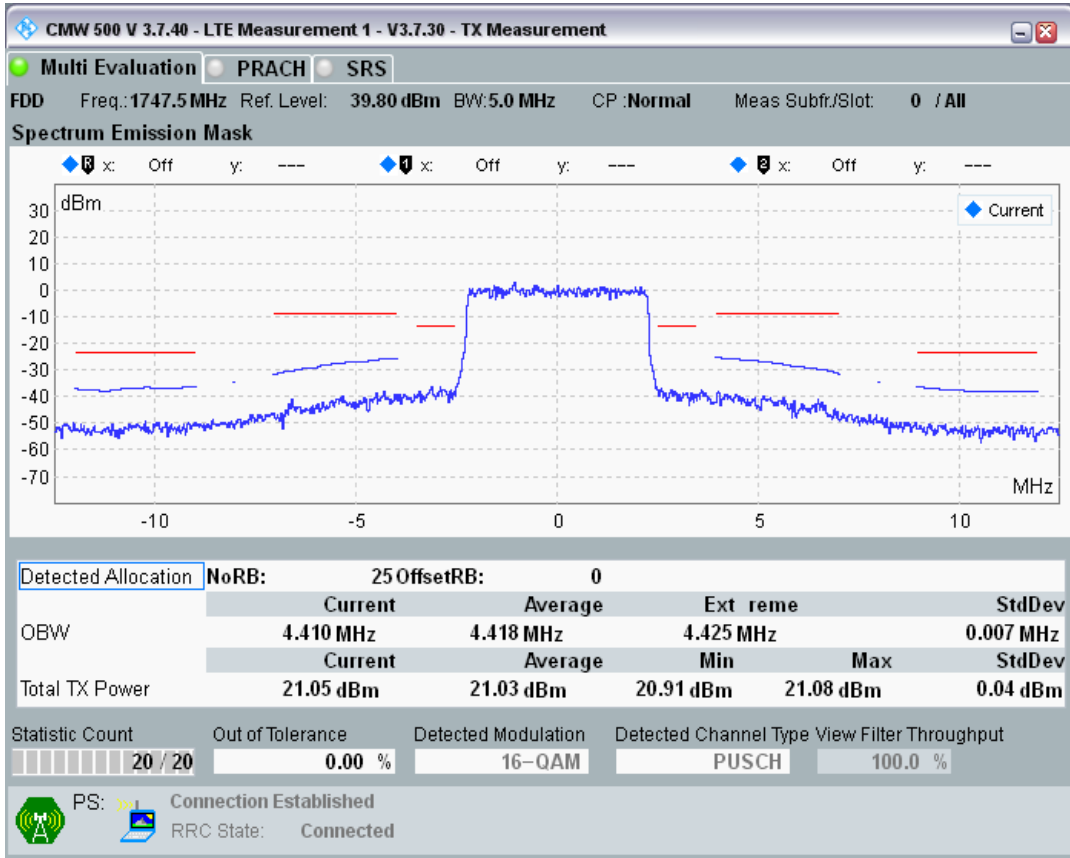 CMW 500 V 3.7.40 - LTE Measurement 1 - V3.7.30 - TX Measurement
Multi Evaluation PRACH SRS
FDD Freq.:1747.5 MHz Ref. Level: 39.80 dBm BW:5.0 MHz CP :Normal Meas Subfr./Slot: 0 / All
Spectrum Emission Mask
R x: Off y: --- 1 x: Off y: --- 2 x: Off y: ---
dBm
Current
30
20
10
0
-10
-20
-30
-40
-50
-60
-70
MHz
-10 -5 0 5 10
Detected Allocation NoRB: 25 OffsetRB: 0
Current Average Ext reme StdDev
OBW 4.410 MHz 4.418 MHz 4.425 MHz 0.007 MHz
Current Average Min Max StdDev
Total TX Power 21.05 dBm 21.03 dBm 20.91 dBm 21.08 dBm 0.04 dBm
Statistic Count Out of Tolerance Detected Modulation Detected Channel Type View Filter Throughput
20 / 20 0.00 % 16-QAM PUSCH 100.0 %
PS: Connection Established
RRC State: Connected